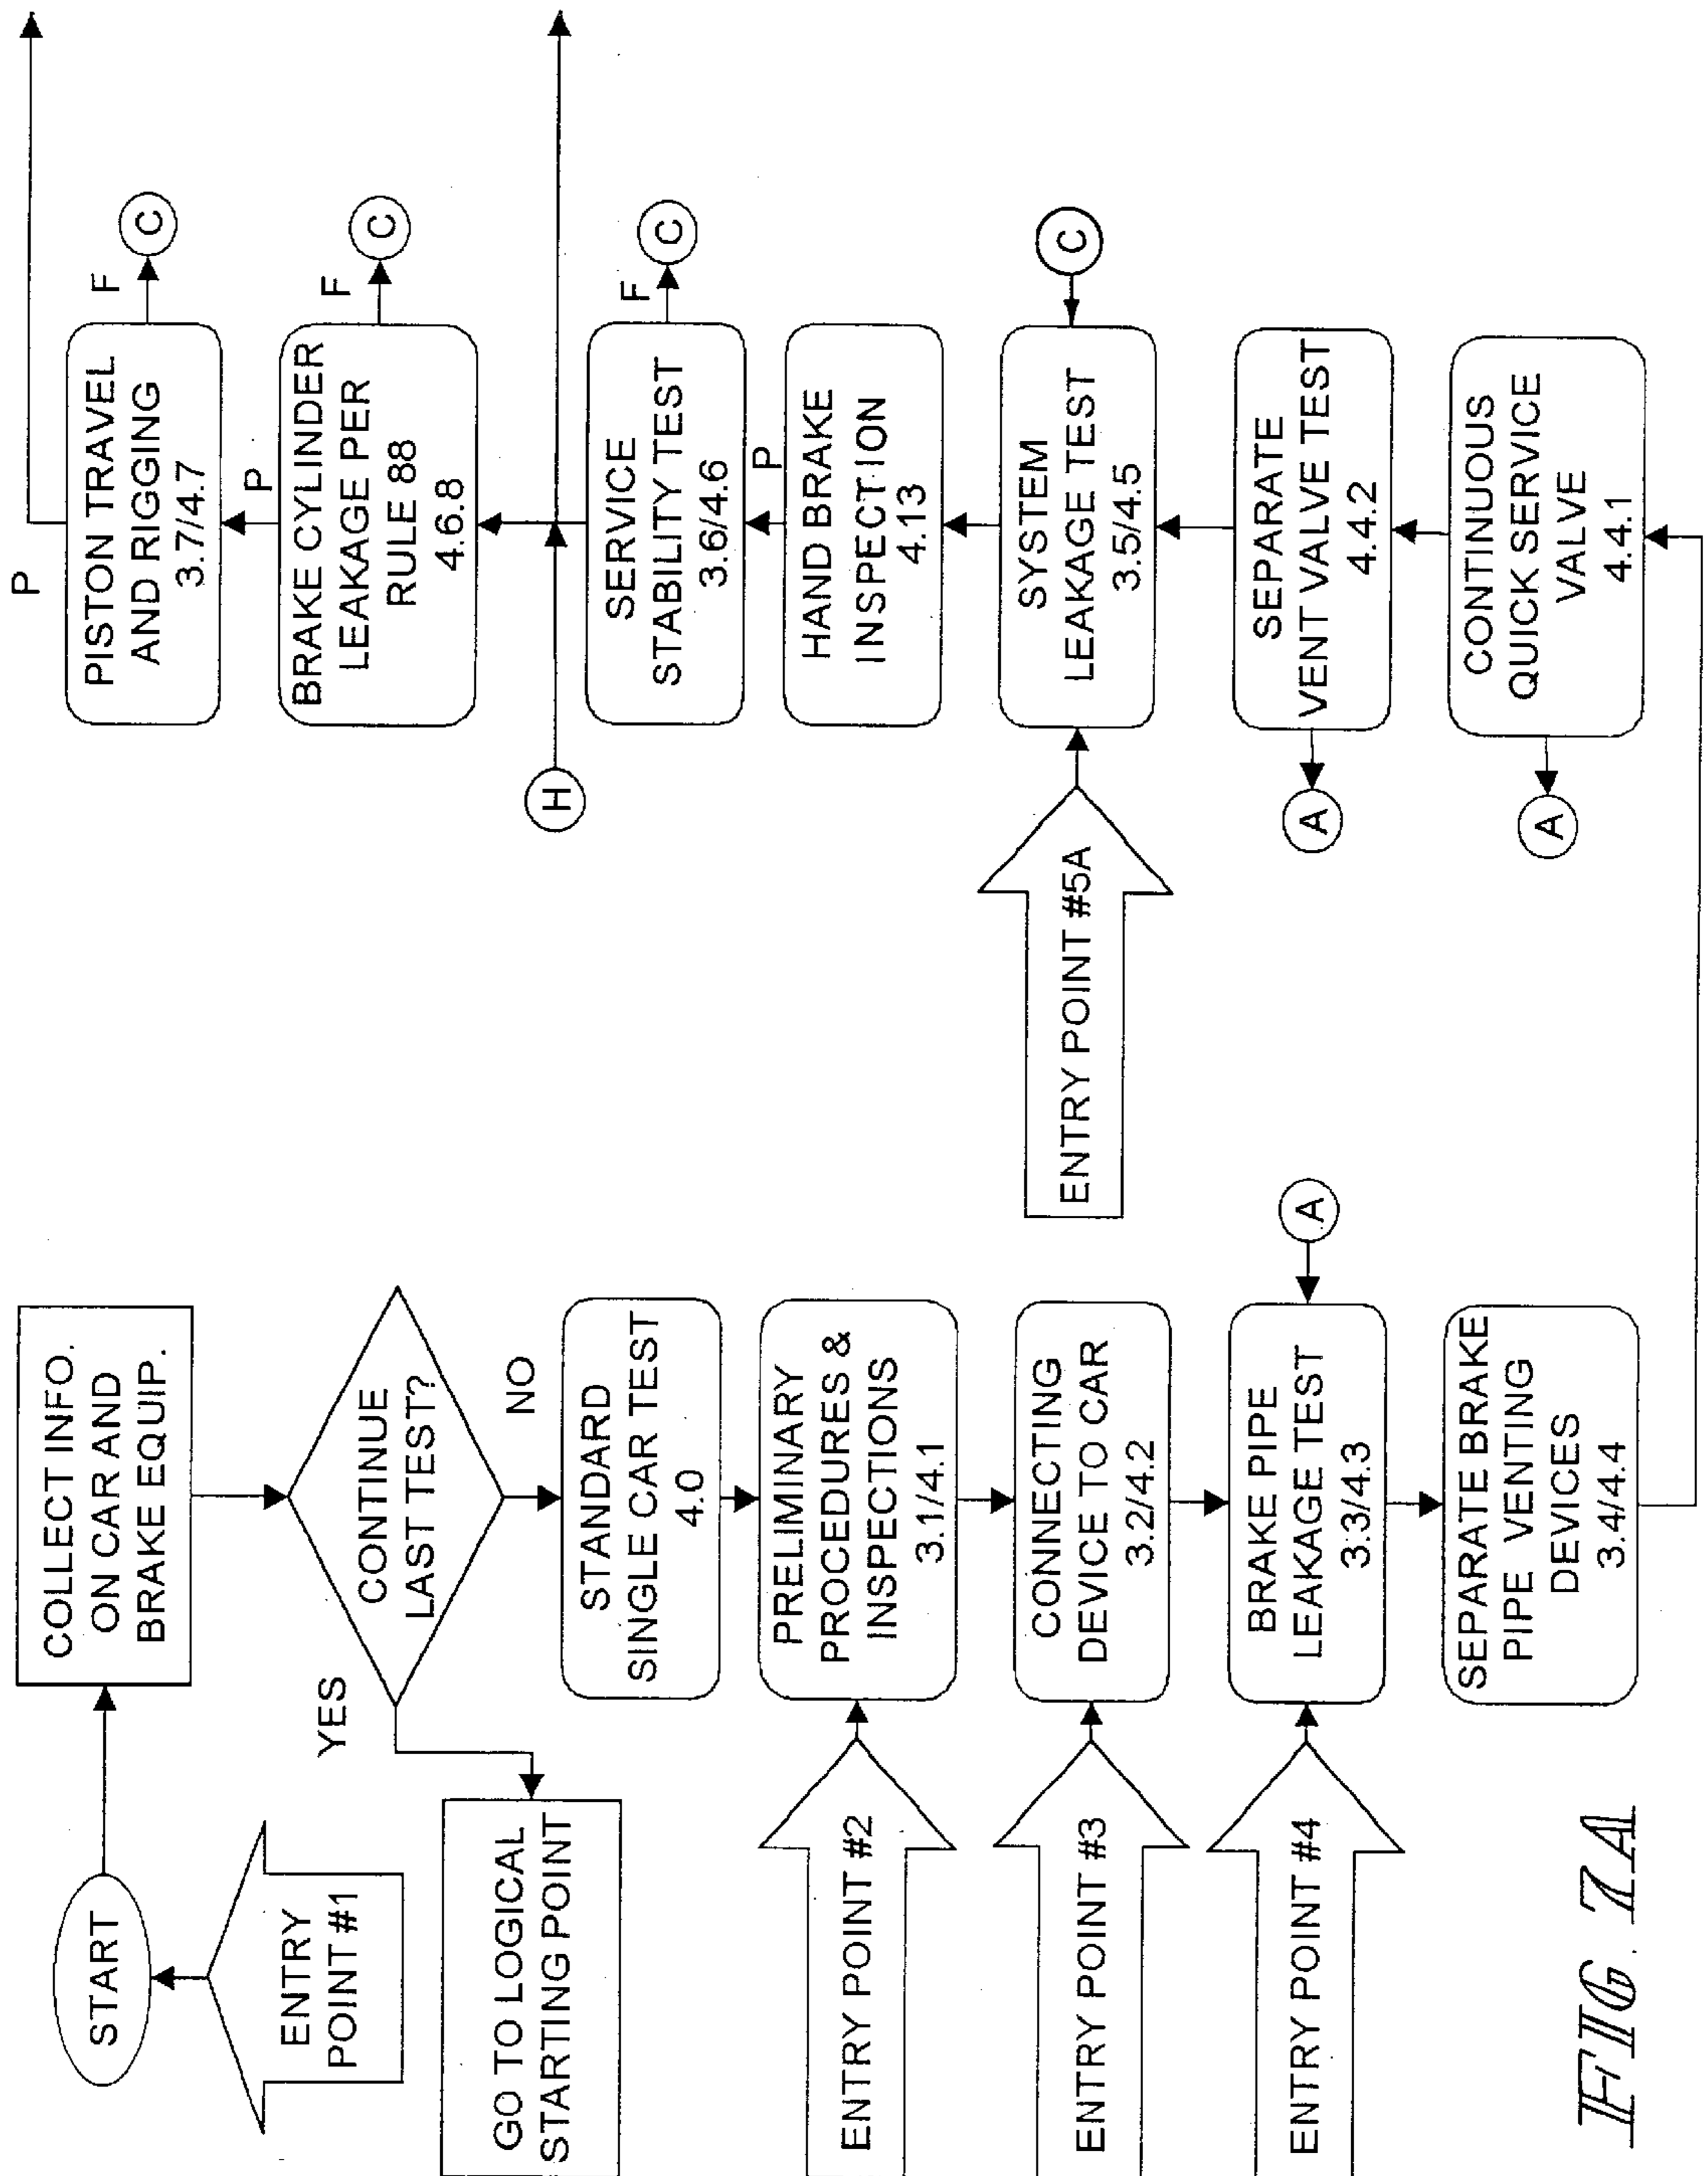 START
ENTRY
POINT #1
COLLECT INFO.
ON CAR AND
BRAKE EQUIP.
CONTINUE
LAST TEST?
YES
NO
GO TO LOGICAL
STARTING POINT
STANDARD
SINGLE CAR TEST
4.0
ENTRY POINT #2
PRELIMINARY
PROCEDURES &
INSPECTIONS
3.1/4.1
ENTRY POINT #3
CONNECTING
DEVICE TO CAR
3.2/4.2
ENTRY POINT #4
BRAKE PIPE
LEAKAGE TEST
3.3/4.3
A
SEPARATE BRAKE
PIPE VENTING
DEVICES
3.4/4.4
P
PISTON TRAVEL
AND RIGGING
3.7/4.7
F
C
P
BRAKE CYLINDER
LEAKAGE PER
RULE 88
4.6.8
F
C
H
SERVICE
STABILITY TEST
3.6/4.6
F
C
P
HAND BRAKE
INSPECTION
4.13
ENTRY POINT #5A
SYSTEM
LEAKAGE TEST
3.5/4.5
C
SEPARATE
VENT VALVE TEST
4.4.2
A
CONTINUOUS
QUICK SERVICE
VALVE
4.4.1
A
FIG. 7A